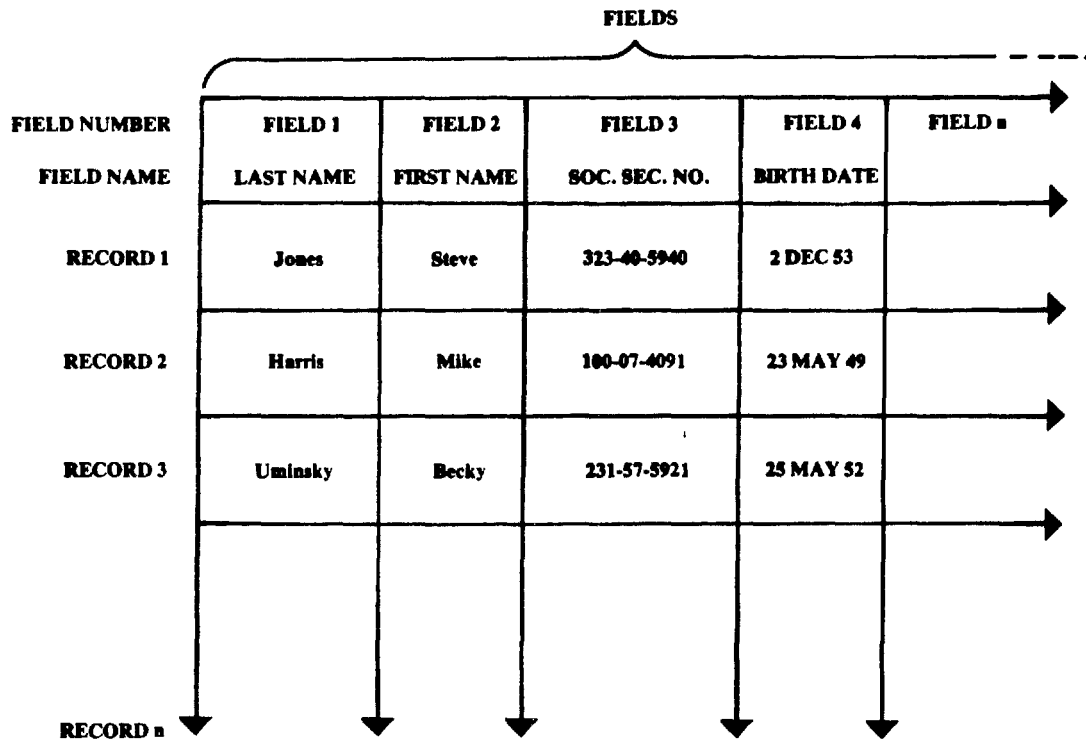 FIELDS
FIELD NUMBER FIELD 1 FIELD 2 FIELD 3 FIELD 4 FIELD n
FIELD NAME LAST NAME FIRST NAME SOC. SEC. NO. BIRTH DATE
RECORD 1 Jones Steve 323-40-5940 2 DEC 53
RECORD 2 Harris Mike 100-07-4091 23 MAY 49
RECORD 3 Uminsky Becky 231-57-5921 25 MAY 52
RECORD n